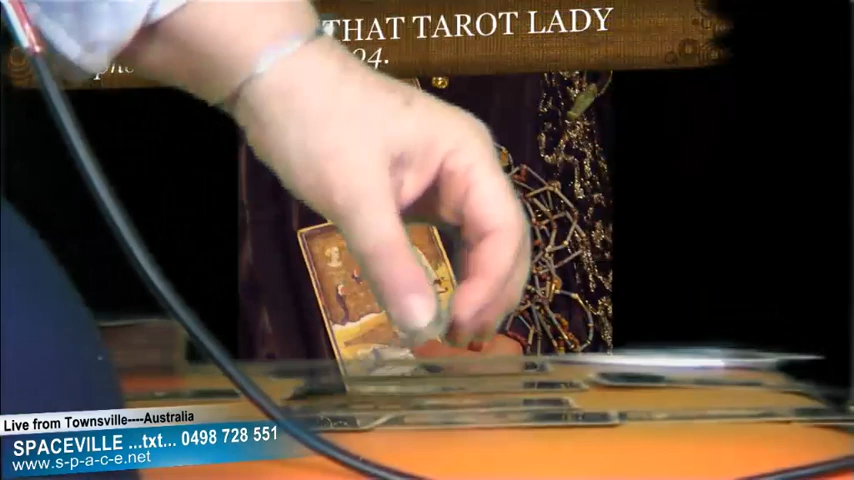 THAT TAROT LADY
Live from Townsville----Australia
SPACEVILLE ...txt... 0498 728 551
www.s-p-a-c-e.net